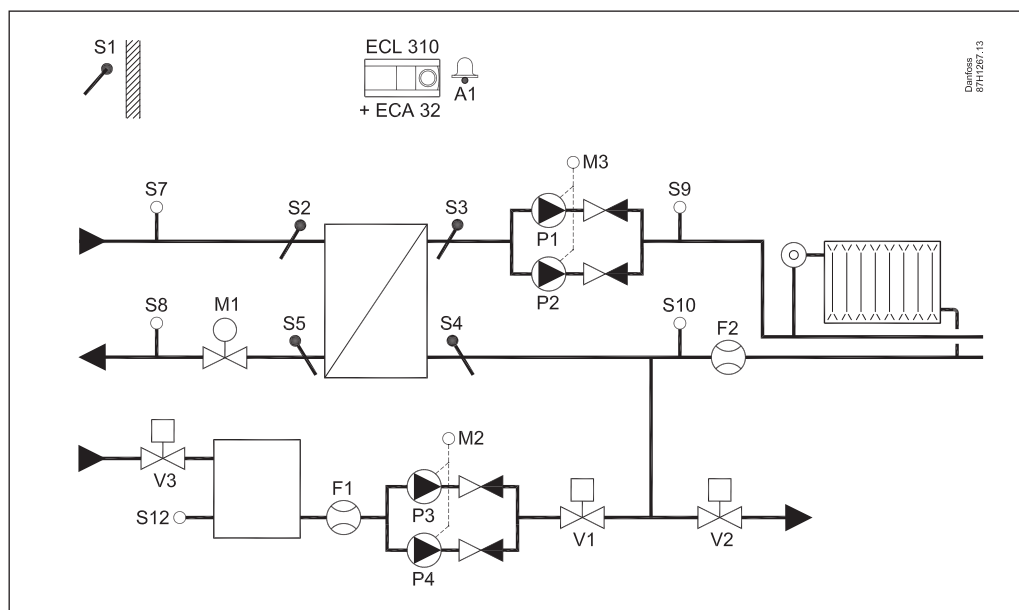 S1
ECL 310
A1
+ ECA 32
Danfoss
87H1267.13
M3
S7
S2
S3
P1
S9
P2
S8
M1
S5
S4
S10
F2
M2
V3
F1
P3
S12
V1
V2
P4